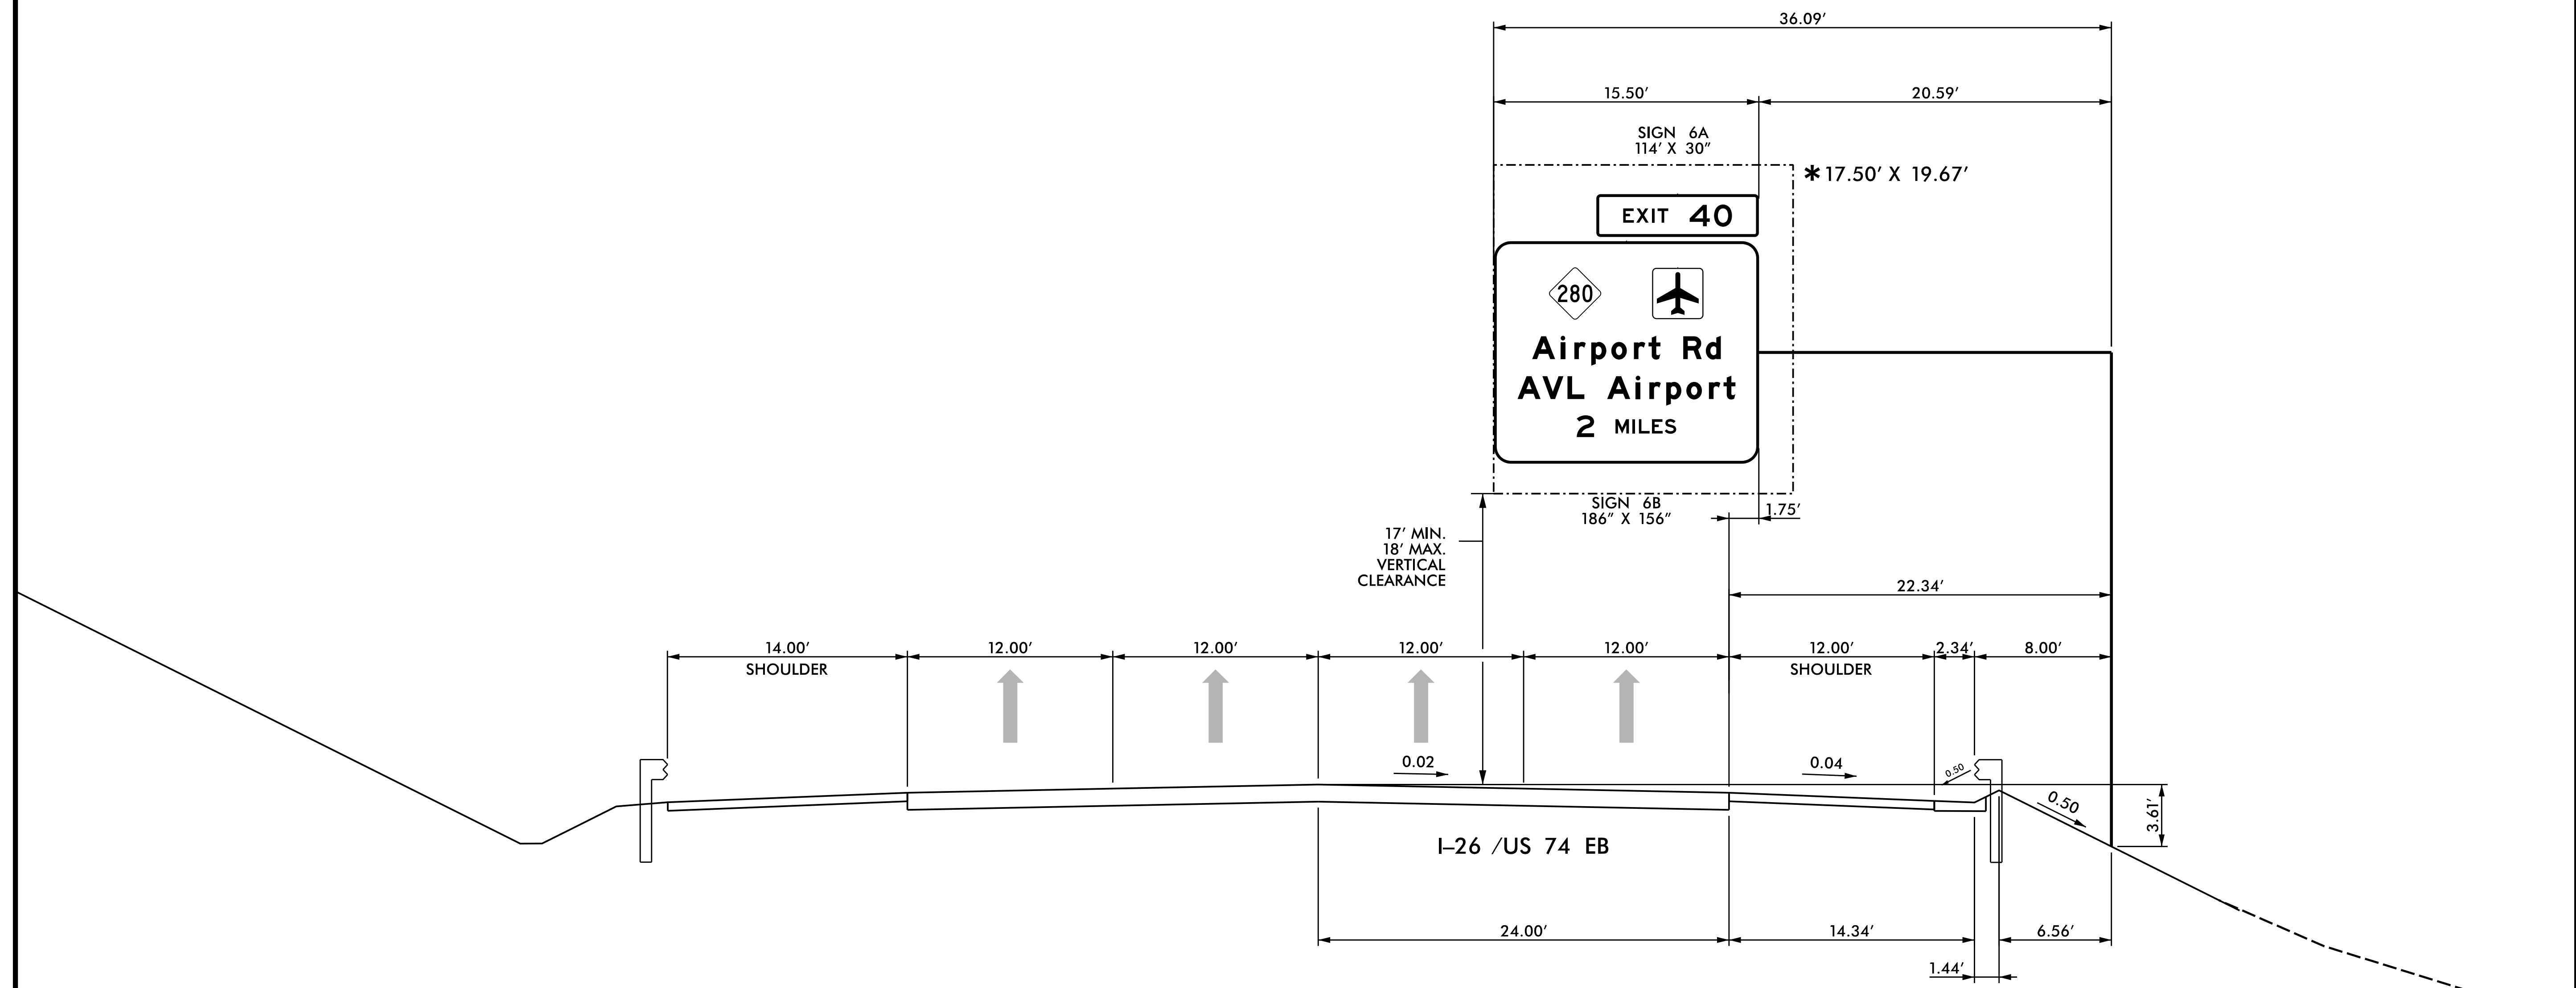 36.09'
15.50'
20.59'
SIGN 6A
114' X 30"
*17.50' X 19.67'
EXIT 40
280
Airport Rd
AVL Airport
2 MILES
SIGN 6B
186" X 156"
1.75'
17' MIN.
18' MAX.
VERTICAL
CLEARANCE
22.34'
14.00'
SHOULDER
12.00'
12.00'
12.00'
12.00'
12.00'
SHOULDER
2.34'
8.00'
0.02
0.04
0.50
0.50
3.61'
I-26 /US 74 EB
24.00'
14.34'
6.56'
1.44'